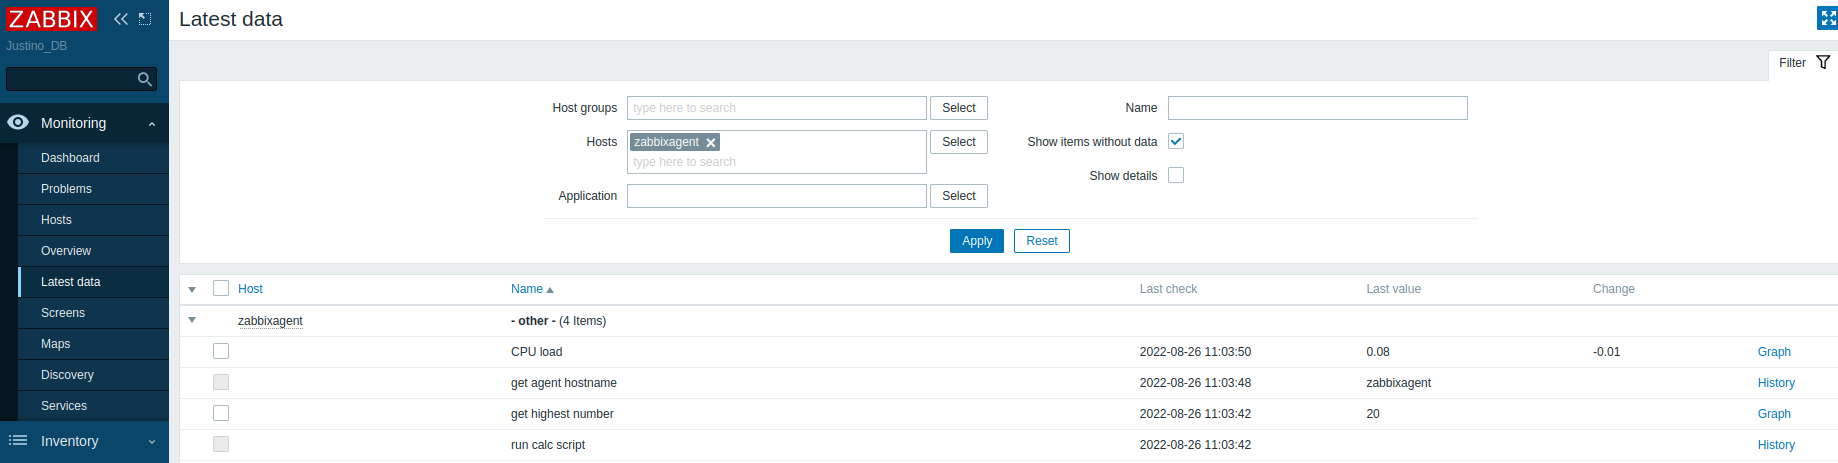 ZABBIX
Justino_DB
Monitoring
Dashboard
Problems
Hosts
Overview
Latest data
Screens
Maps
Discovery
Services
Inventory
Latest data
Filter
Host groups type here to search Select Name
Hosts zabbixagent Select Show items without data
type here to search
Show details
Application Select
Apply Reset
Host Name Last check Last value Change
zabbixagent - other - (4 Items)
CPU load 2022-08-26 11:03:50 0.08 -0.01 Graph
get agent hostname 2022-08-26 11:03:48 zabbixagent History
get highest number 2022-08-26 11:03:42 20 Graph
run calc script 2022-08-26 11:03:42 History